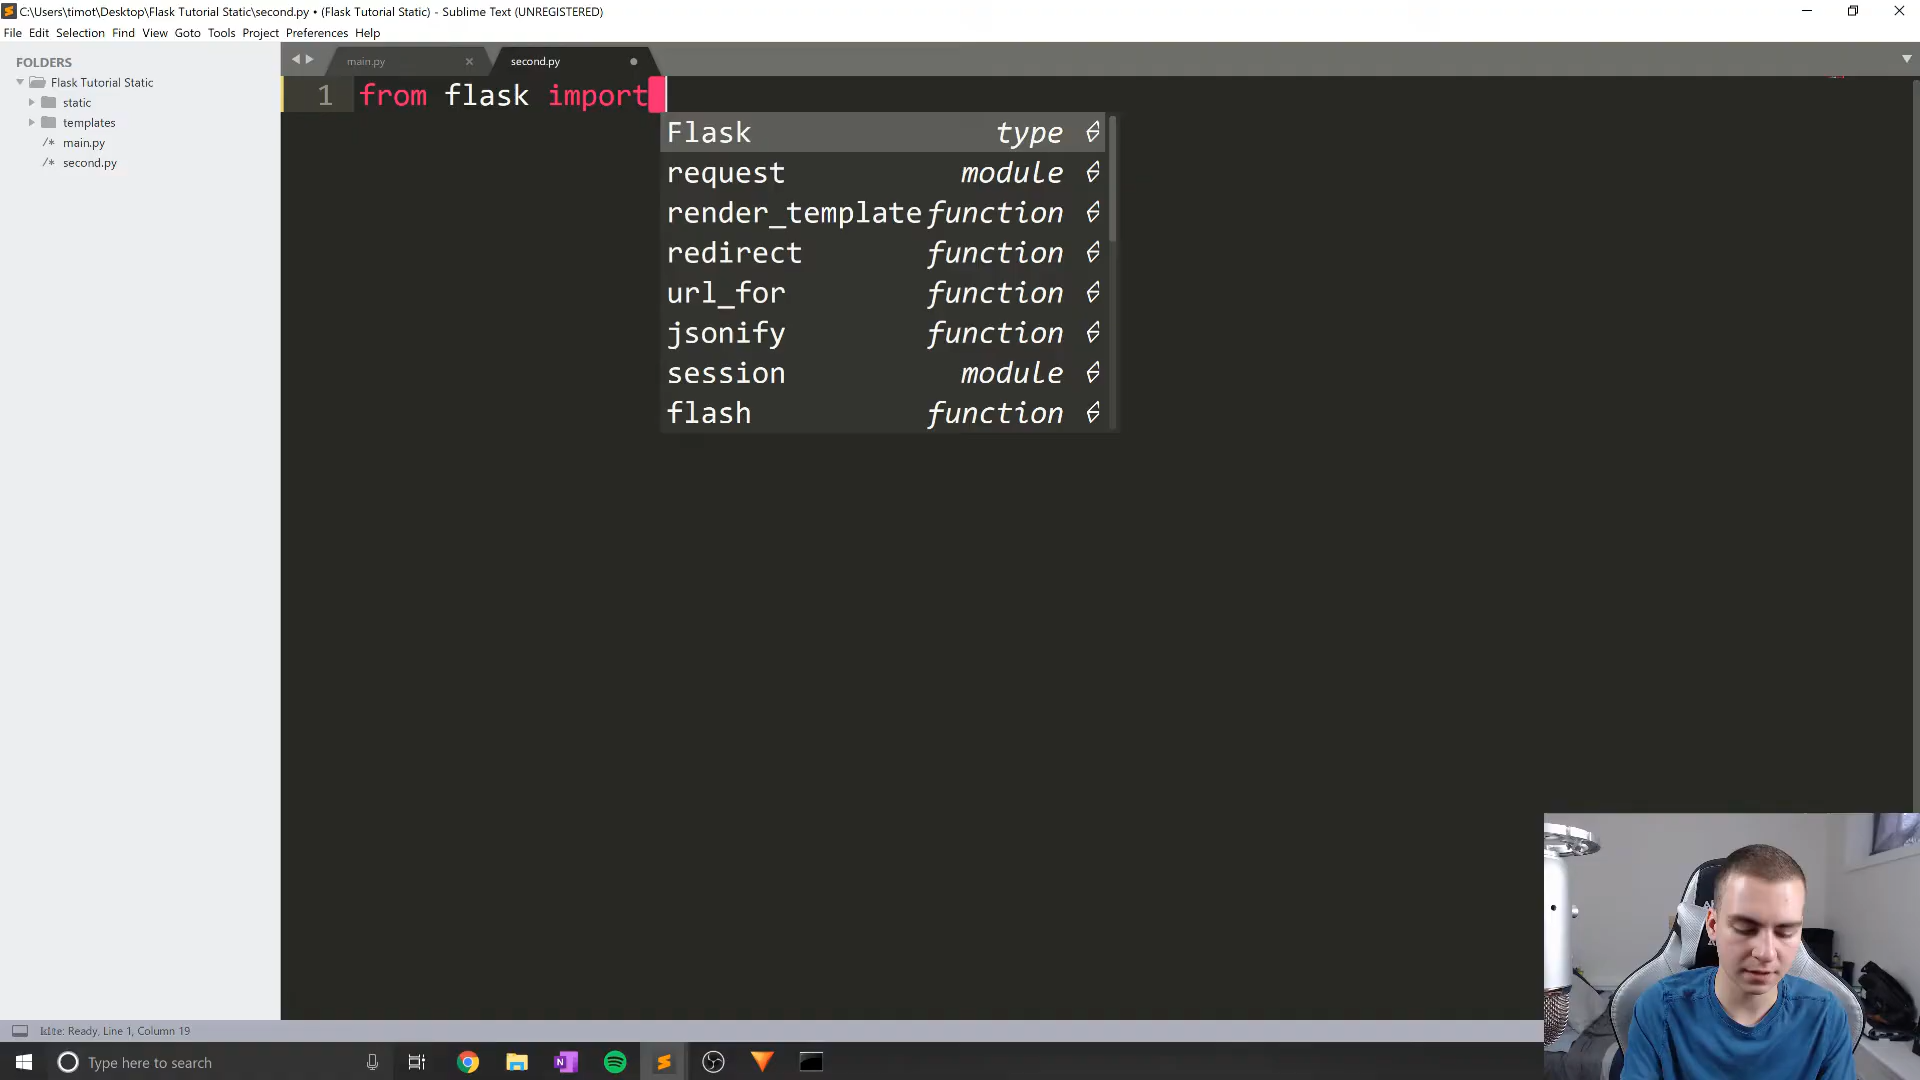 C:\Users\timot\Desktop\Flask Tutorial Static\second.py • (Flask Tutorial Static) - Sublime Text (UNREGISTERED)
File Edit Selection Find View Goto Tools Project Preferences Help
FOLDERS
Flask Tutorial Static
static
templates
main.py
second.py
main.py
second.py
1 from flask import
Flask type
request module
render_template function
redirect function
url_for function
jsonify function
session module
flash function
kite: Ready, Line 1, Column 19
Type here to search